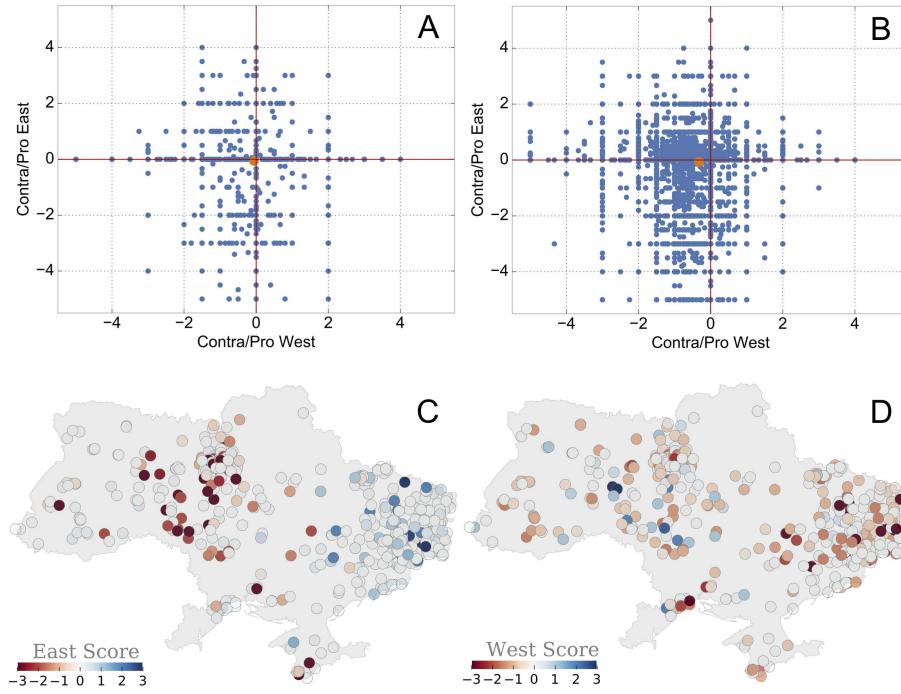 A
4
2
0
−2
−4
Contra/Pro East
−4 −2 0 2 4
Contra/Pro West
B
4
2
0
−2
−4
Contra/Pro East
−4 −2 0 2 4
Contra/Pro West
C
East Score
−3 −2 −1 0 1 2 3
D
West Score
−3 −2 −1 0 1 2 3